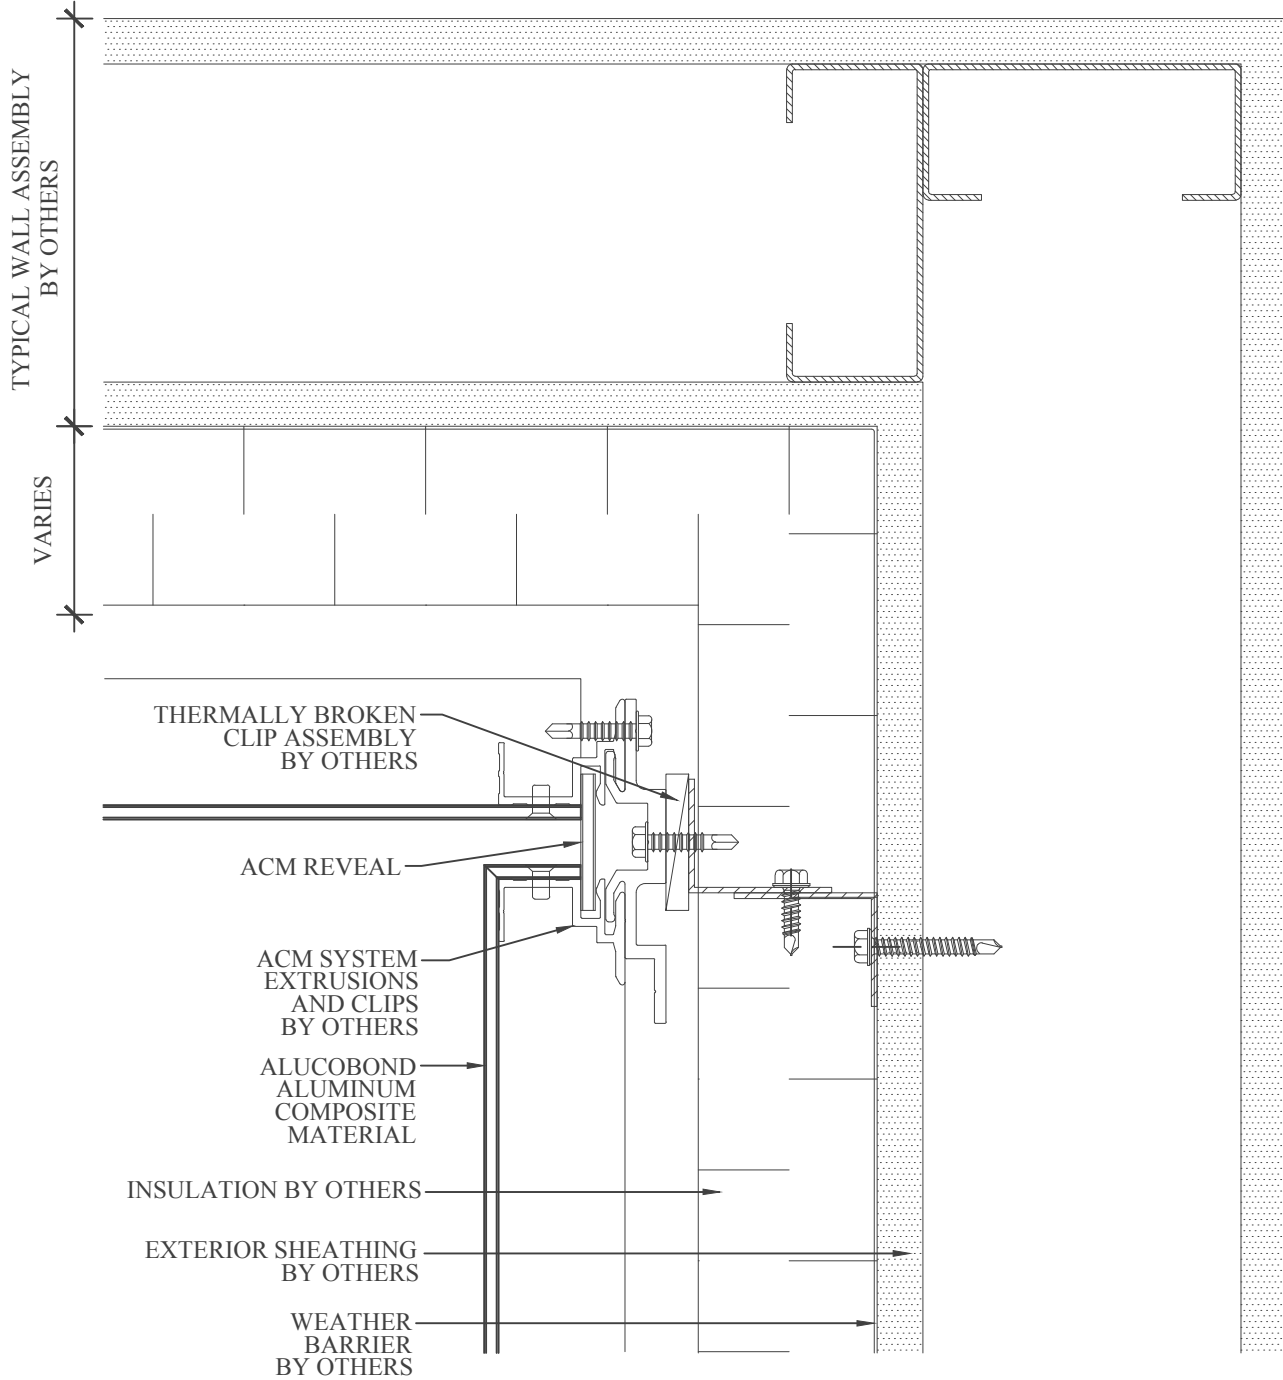 TYPICAL WALL ASSEMBLY
BY OTHERS
VARIES
THERMALLY BROKEN
CLIP ASSEMBLY
BY OTHERS
ACM REVEAL
ACM SYSTEM
EXTRUSIONS
AND CLIPS
BY OTHERS
ALUCOBOND
ALUMINUM
COMPOSITE
MATERIAL
INSULATION BY OTHERS
EXTERIOR SHEATHING
BY OTHERS
WEATHER
BARRIER
BY OTHERS